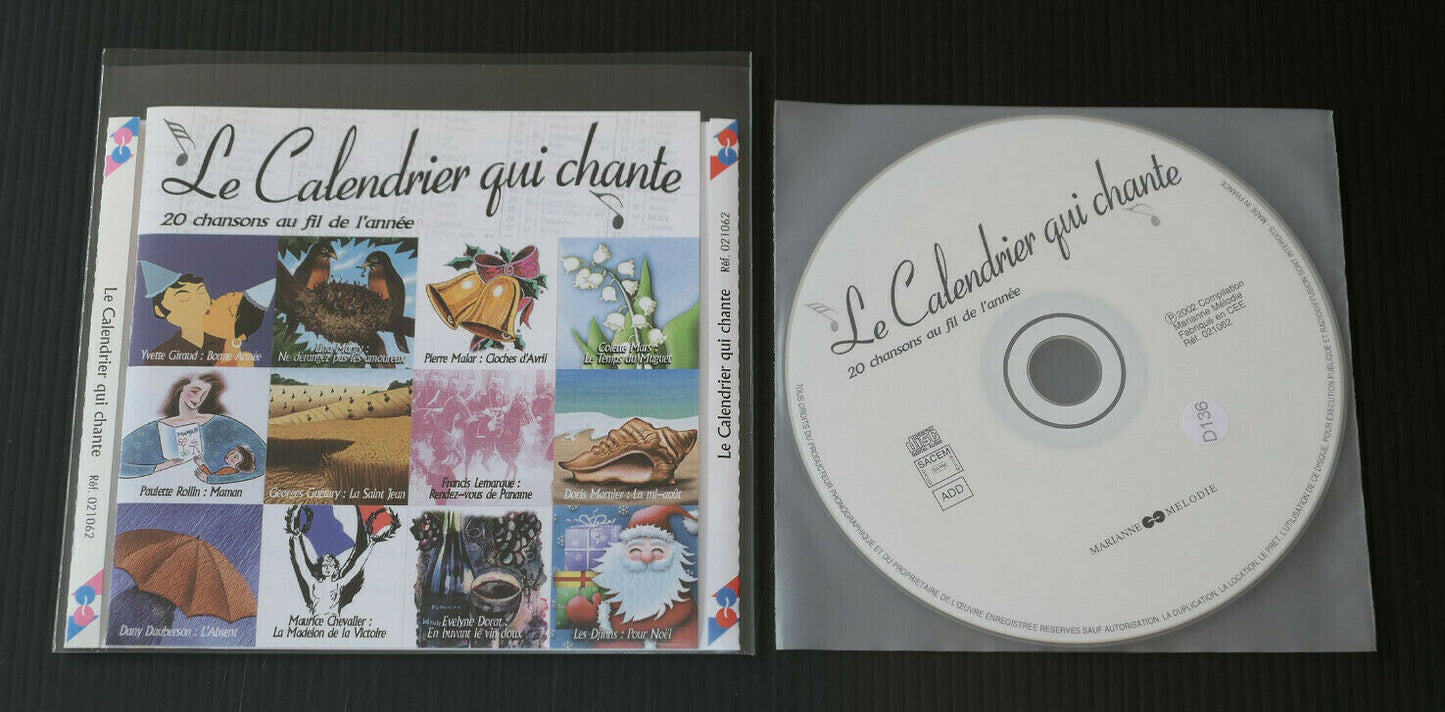 Le Calendrier qui chante
20 chansons au fil de l'année
Yvette Giraud : Bonne Année
Lina Margy :
Ne dérangez pas les amoureux
Pierre Malar : Cloches d'Avril
Colette Mars :
Le Temps du Muguet
MAMAN
Paulette Rollin : Maman
Georges Guétary : La Saint Jean
Francis Lemarque :
Rendez-vous de Paname
Doris Marnier : La mi-août
Dany Dauberson : L'Absent
Maurice Chevalier :
La Madelon de la Victoire
Evelyne Dorat :
En buvant le vin doux
Les Djinns : Pour Noël
Le Calendrier qui chante Réf. 021062
Le Calendrier qui chante Réf. 021062
Le Calendrier qui chante
20 chansons au fil de l'année
℗ 2002 Compilation
Marianne Mélodie
Fabriqué en CEE
Réf. 021062
D136
COMPACT
disc
DIGITAL AUDIO
SACEM
ADD
MARIANNE MELODIE
TOUS DROITS DU PRODUCTEUR PHONOGRAPHIQUE ET DU PROPRIETAIRE DE L'ŒUVRE ENREGISTREE RESERVES SAUF AUTORISATION. LA DUPLICATION, LA LOCATION, LE PRET, L'UTILISATION DE CE DISQUE, POUR EXECUTION PUBLIQUE ET RADIODIFFUSION SONT INTERDITS - MADE IN FRANCE